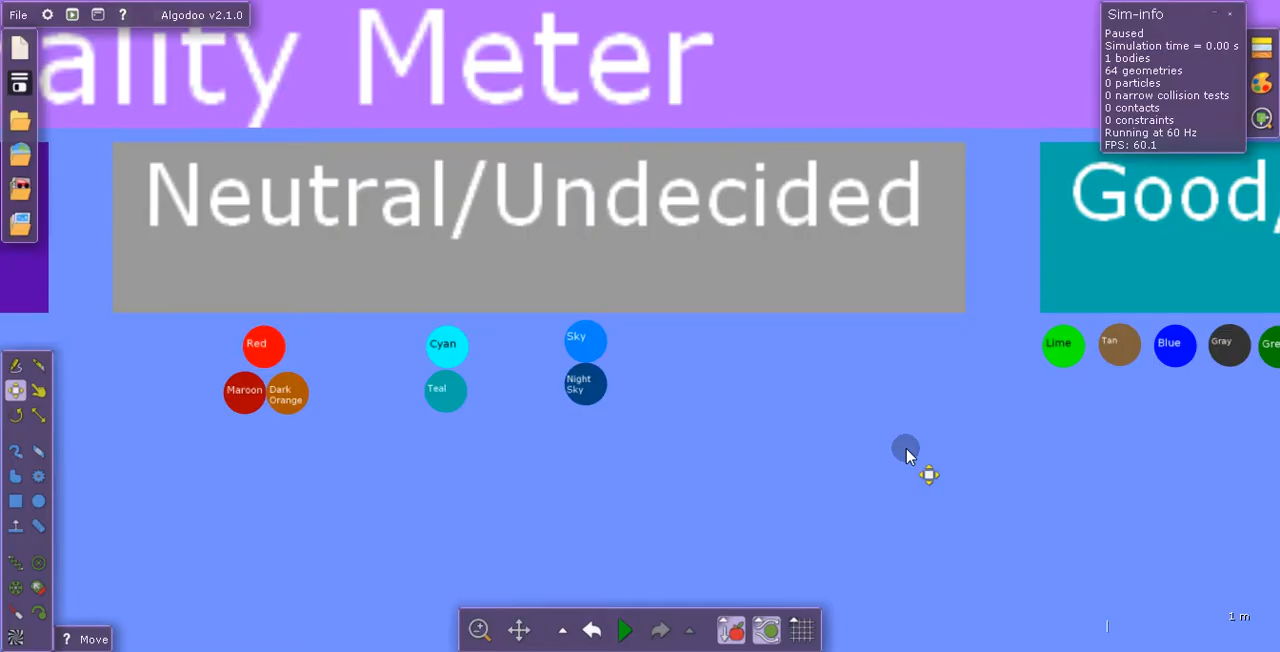 File ? Algodoo v2.1.0
ality Meter
Sim-info
Paused
Simulation time = 0.00 s
1 bodies
64 geometries
0 particles
0 narrow collision tests
0 contacts
0 constraints
Running at 60 Hz
FPS: 60.1
Neutral/Undecided
Good/
Red
Maroon
Dark
Orange
Cyan
Teal
Sky
Night
Sky
Lime
Tan
Blue
Gray
Gre
1 m
? Move